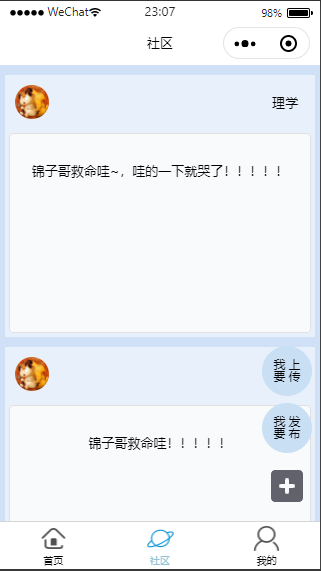 ●●●●● WeChat 23:07 98%
社区
理学
锦子哥救命哇~，哇的一下就哭了！！！！！
我要 上传
锦子哥救命哇！！！！！
我要 发布
首页 社区 我的